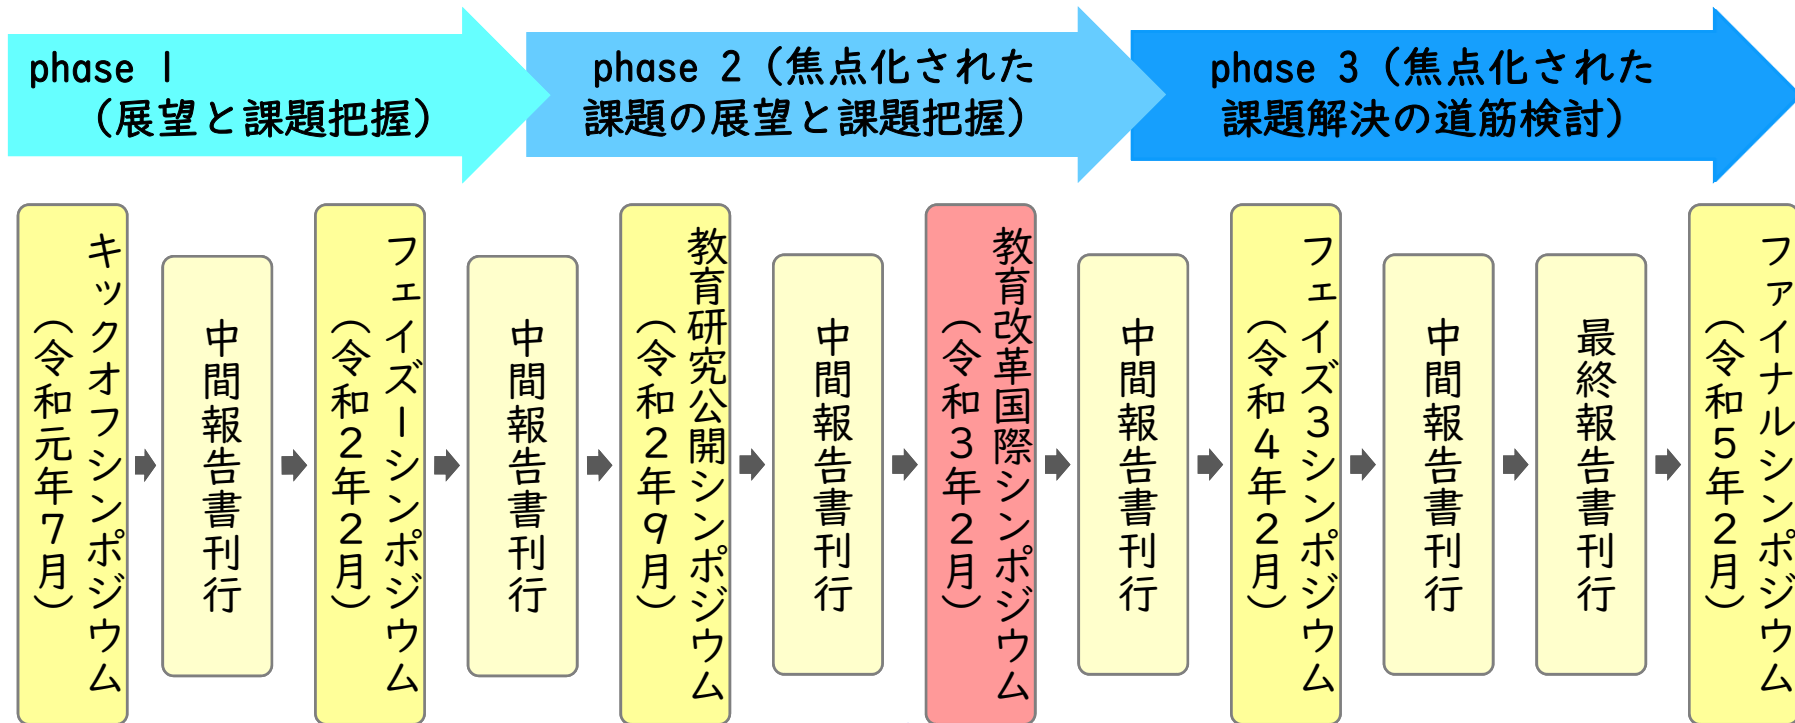 phase 1
（展望と課題把握）
phase 2（焦点化された
課題の展望と課題把握）
phase 3（焦点化された
課題解決の道筋検討）
キックオフシンポジウム
（令和元年7月）
中間報告書刊行
フェイズ1シンポジウム
（令和2年2月）
中間報告書刊行
教育研究公開シンポジウム
（令和2年9月）
中間報告書刊行
教育改革国際シンポジウム
（令和3年2月）
中間報告書刊行
フェイズ3シンポジウム
（令和4年2月）
中間報告書刊行
最終報告書刊行
ファイナルシンポジウム
（令和5年2月）